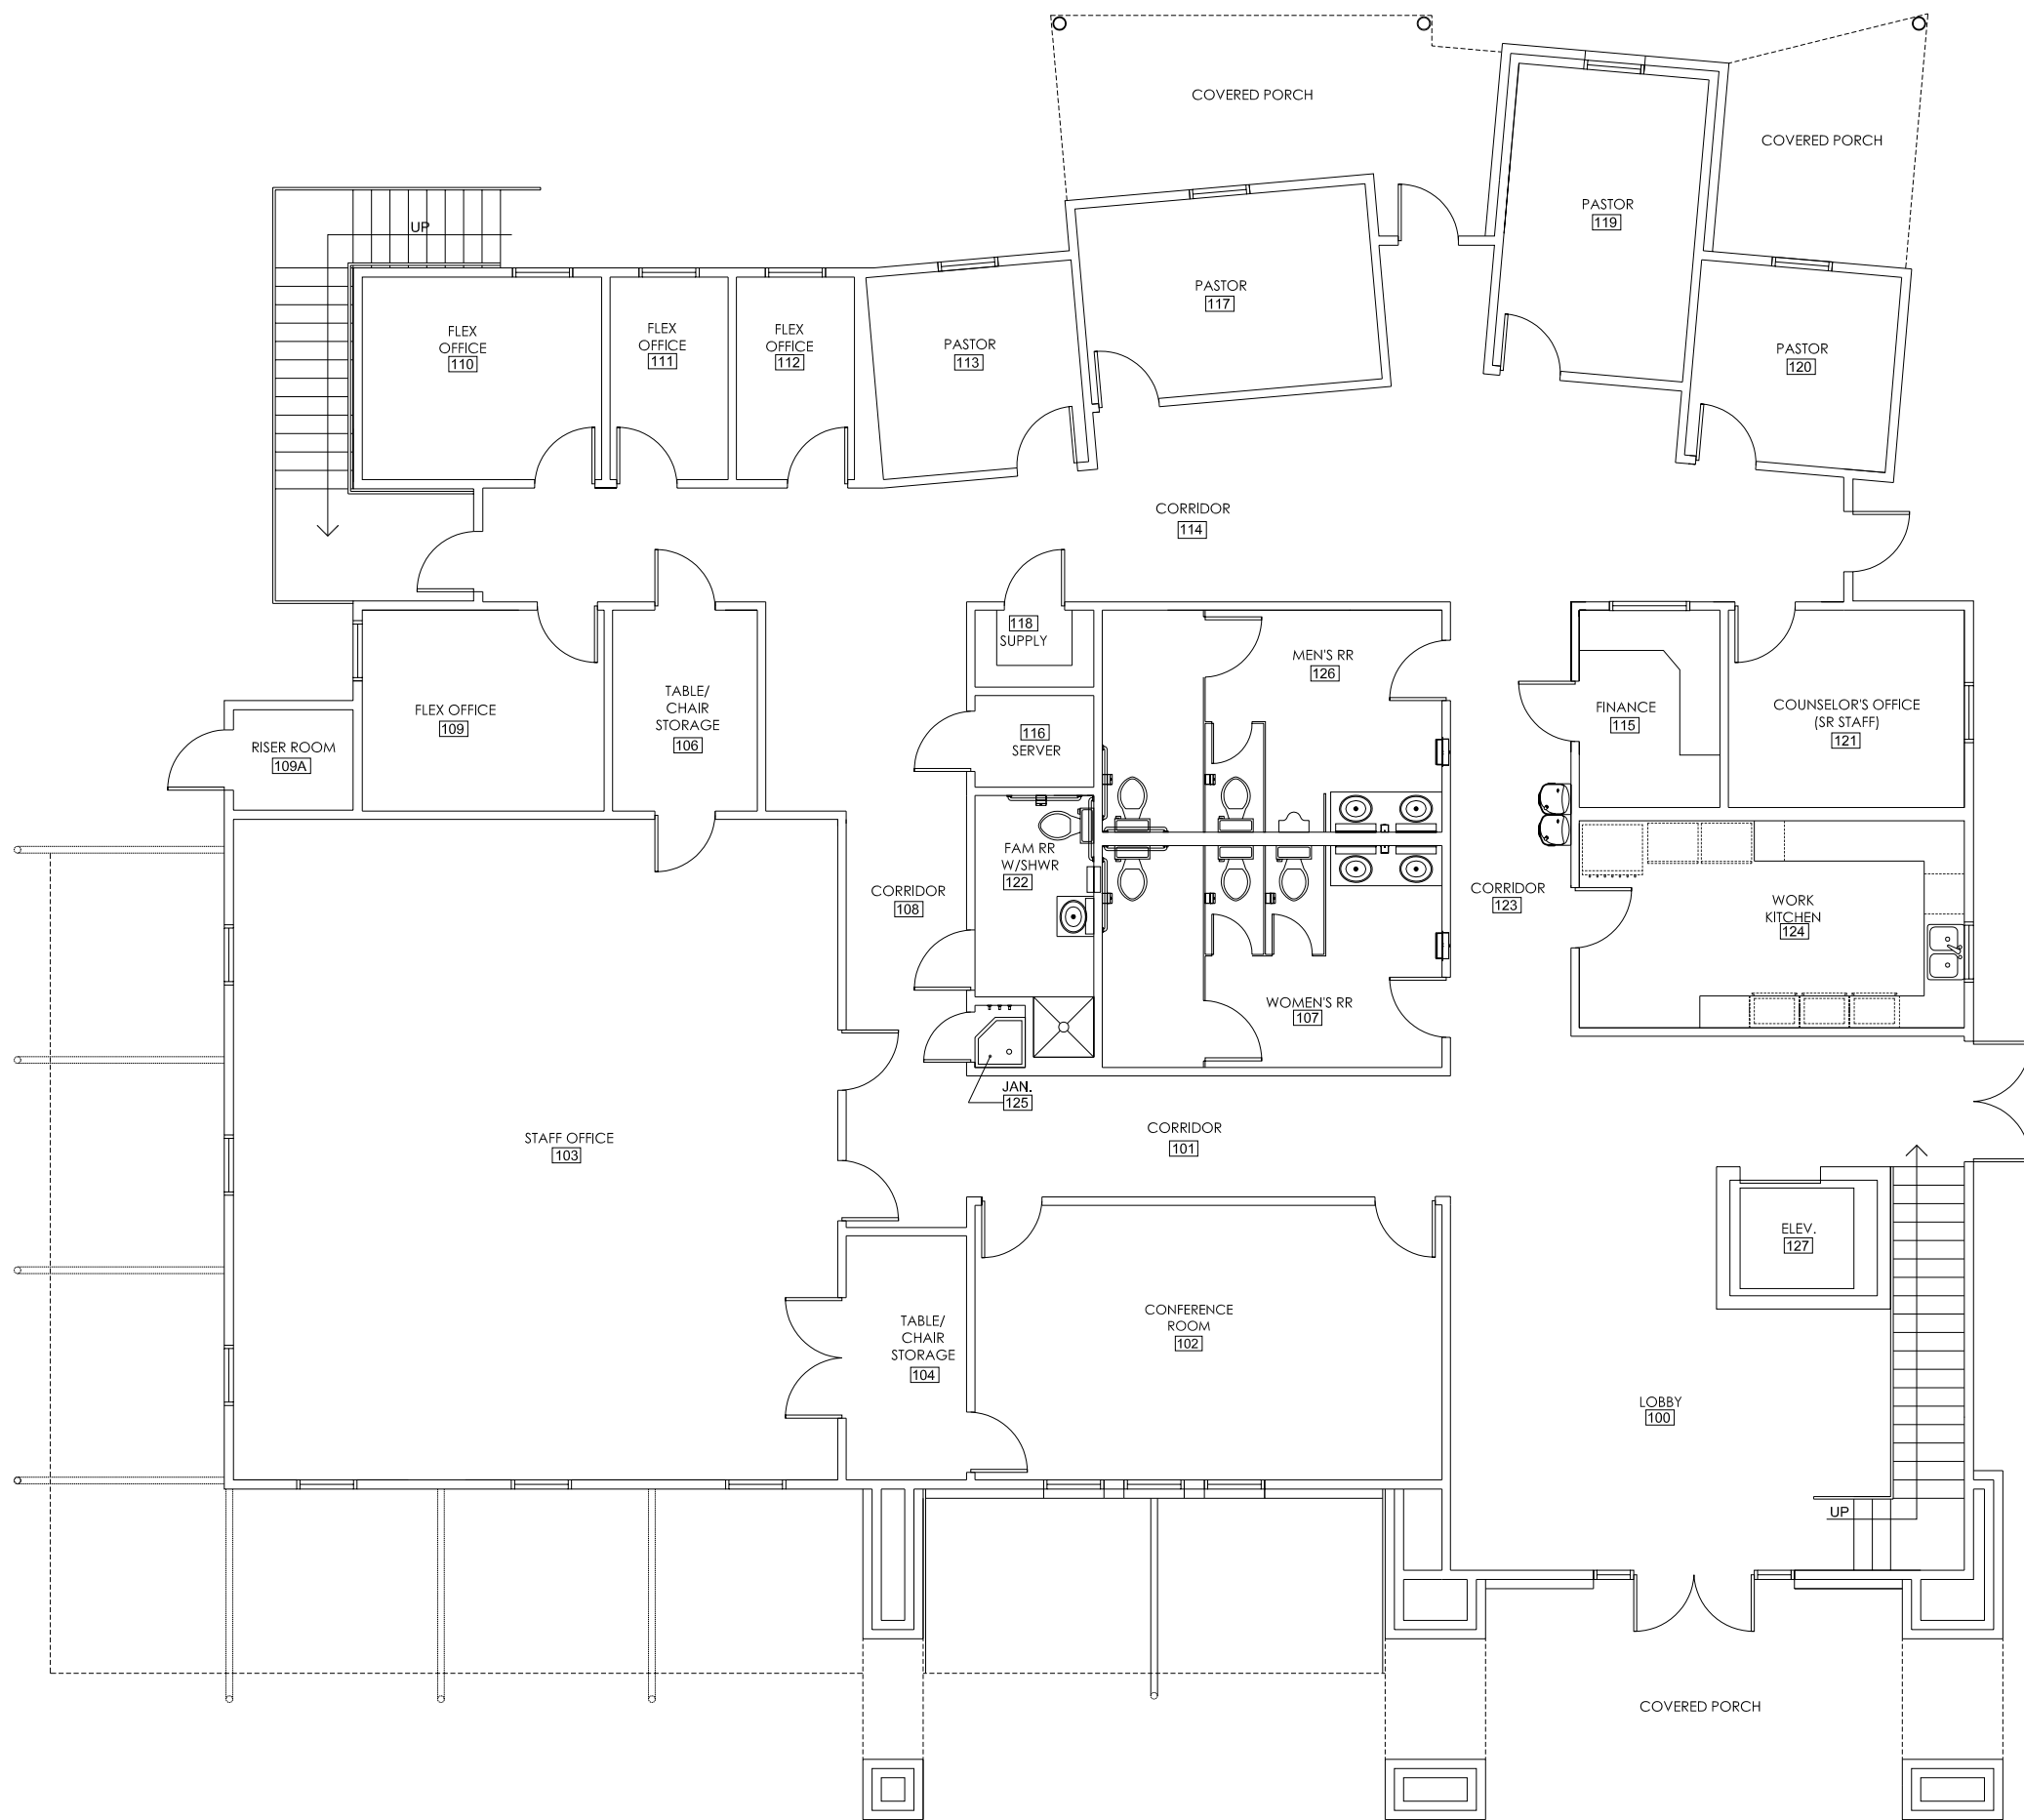 COVERED PORCH
COVERED PORCH
PASTOR
119
UP
PASTOR
117
FLEX
OFFICE
110
FLEX
OFFICE
111
FLEX
OFFICE
112
PASTOR
113
PASTOR
120
CORRIDOR
114
118
SUPPLY
MEN'S RR
126
TABLE/
CHAIR
STORAGE
106
FLEX OFFICE
109
FINANCE
115
COUNSELOR'S OFFICE
(SR STAFF)
121
RISER ROOM
109A
116
SERVER
FAM RR
W/SHWR
122
CORRIDOR
108
CORRIDOR
123
WORK
KITCHEN
124
WOMEN'S RR
107
JAN.
125
STAFF OFFICE
103
CORRIDOR
101
ELEV.
127
CONFERENCE
ROOM
102
TABLE/
CHAIR
STORAGE
104
LOBBY
100
UP
COVERED PORCH